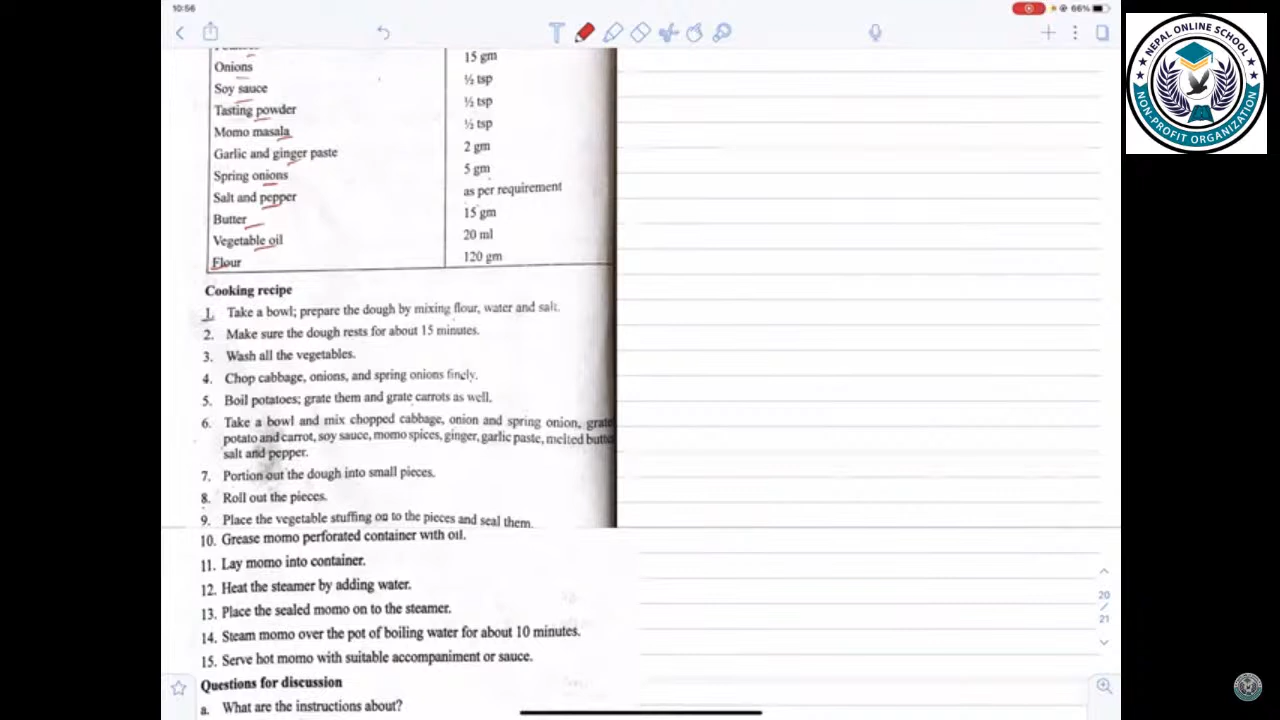 10:56
66%
NEPAL ONLINE SCHOOL
NON-PROFIT ORGANIZATION
15 gm
Onions
½ tsp
Soy sauce
½ tsp
Tasting powder
½ tsp
Momo masala
2 gm
Garlic and ginger paste
5 gm
Spring onions
as per requirement
Salt and pepper
15 gm
Butter
20 ml
Vegetable oil
120 gm
Flour
Cooking recipe
1. Take a bowl; prepare the dough by mixing flour, water and salt.
2. Make sure the dough rests for about 15 minutes.
3. Wash all the vegetables.
4. Chop cabbage, onions, and spring onions finely.
5. Boil potatoes; grate them and grate carrots as well.
6. Take a bowl and mix chopped cabbage, onion and spring onion, grate
potato and carrot, soy sauce, momo spices, ginger, garlic paste, melted butte
salt and pepper.
7. Portion out the dough into small pieces.
8. Roll out the pieces.
9. Place the vegetable stuffing on to the pieces and seal them.
10. Grease momo perforated container with oil.
11. Lay momo into container.
12. Heat the steamer by adding water.
13. Place the sealed momo on to the steamer.
14. Steam momo over the pot of boiling water for about 10 minutes.
15. Serve hot momo with suitable accompaniment or sauce.
Questions for discussion
a. What are the instructions about?
20
/
21